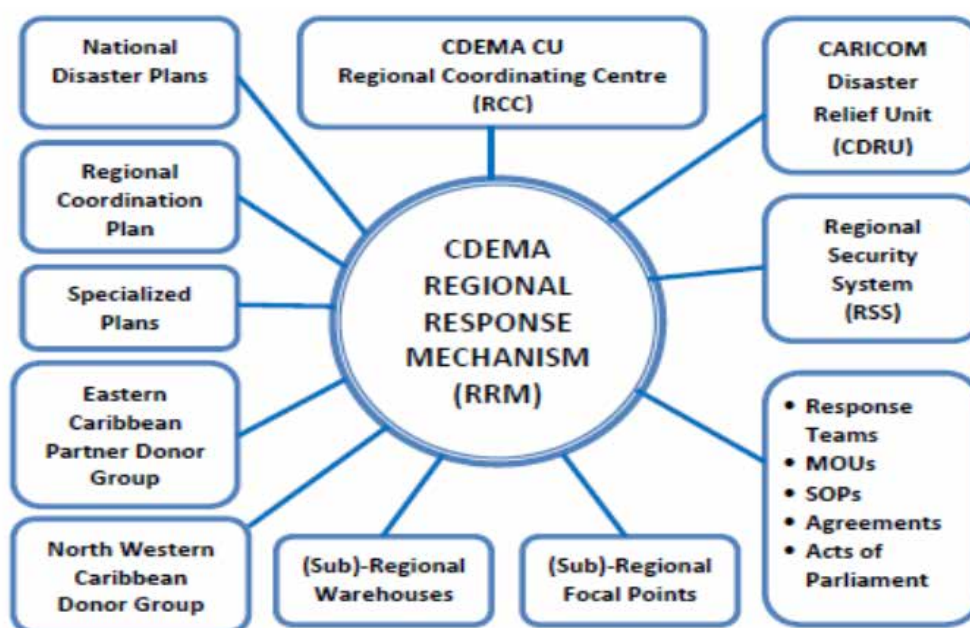 National
Disaster Plans
CDEMA CU
Regional Coordinating Centre
(RCC)
CARICOM
Disaster
Relief Unit
(CDRU)
Regional
Coordination
Plan
CDEMA
REGIONAL
RESPONSE
MECHANISM
(RRM)
Regional
Security
System
(RSS)
Specialized
Plans
Eastern
Caribbean
Partner Donor
Group
• Response
Teams
• MOUs
• SOPs
• Agreements
• Acts of
Parliament
North Western
Caribbean
Donor Group
(Sub)-Regional
Warehouses
(Sub)-Regional
Focal Points